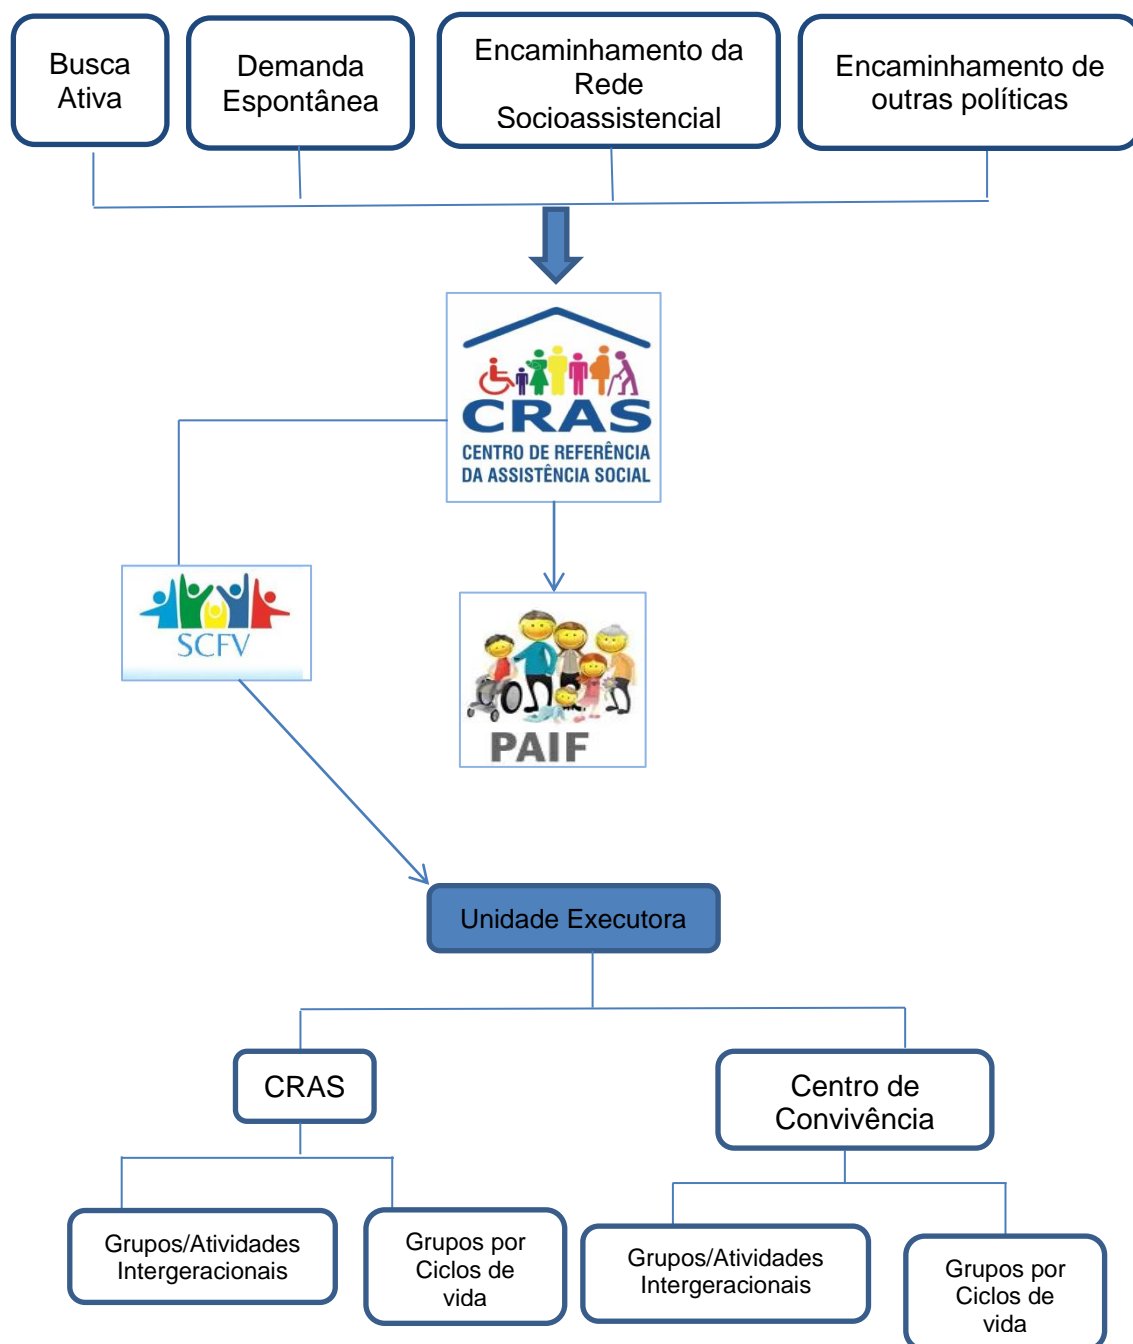 Busca
Ativa
Demanda
Espontânea
Encaminhamento da
Rede
Socioassistencial
Encaminhamento de
outras políticas
CRAS
CENTRO DE REFERÊNCIA
DA ASSISTÊNCIA SOCIAL
SCFV
PAIF
Unidade Executora
CRAS
Centro de
Convivência
Grupos/Atividades
Intergeracionais
Grupos por
Ciclos de
vida
Grupos/Atividades
Intergeracionais
Grupos por
Ciclos de
vida